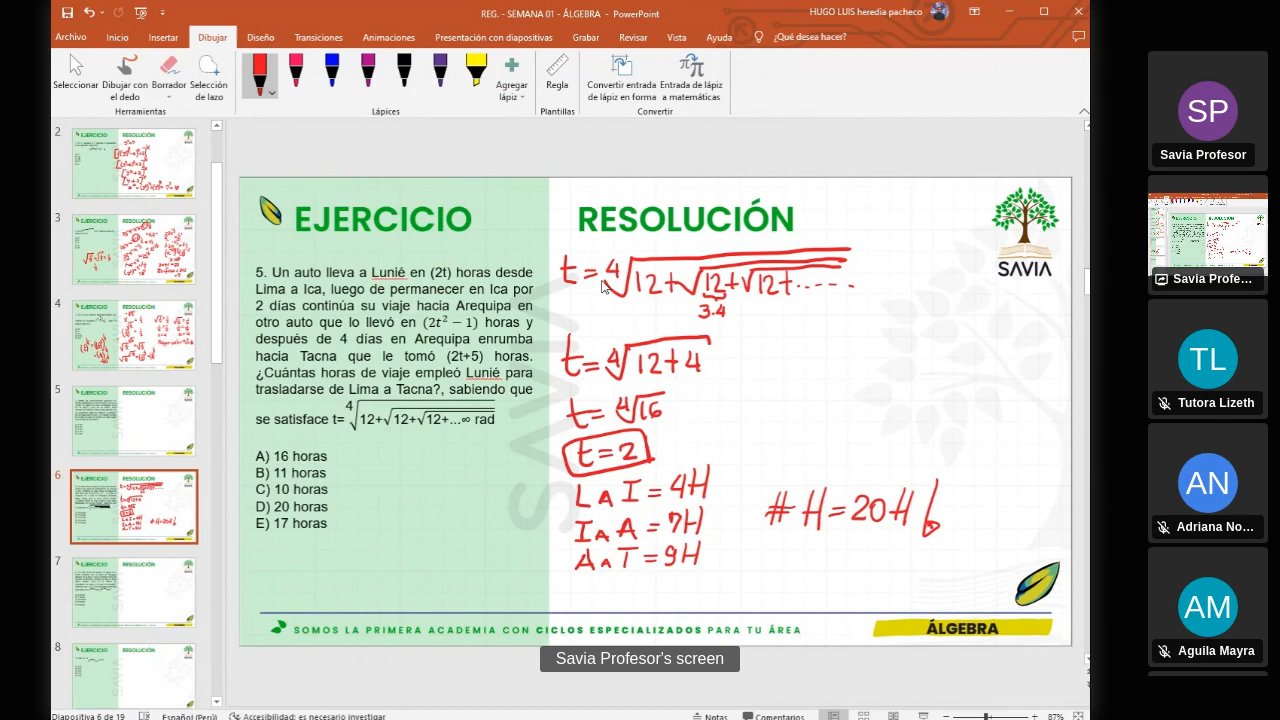 REG. - SEMANA 01 - ÁLGEBRA - PowerPoint
HUGO LUIS heredia pacheco
Archivo Inicio Insertar Dibujar Diseño Transiciones Animaciones Presentación con diapositivas Grabar Revisar Vista Ayuda ¿Qué desea hacer?
Seleccionar
Dibujar con el dedo
Borrador
Selección de lazo
Agregar lápiz
Regla
Convertir entrada de lápiz en forma
Entrada de lápiz a matemáticas
Herramientas
Lápices
Plantillas
Convertir
2
3
4
5
6
7
8
EJERCICIO
RESOLUCIÓN
SAVIA
5. Un auto lleva a Lunié en (2t) horas desde
Lima a Ica, luego de permanecer en Ica por
2 días continúa su viaje hacia Arequipa en
otro auto que lo llevó en (2t² − 1) horas y
después de 4 días en Arequipa enrumba
hacia Tacna que le tomó (2t+5) horas.
¿Cuántas horas de viaje empleó Lunié para
trasladarse de Lima a Tacna?, sabiendo que
se satisface t= ⁴√12+√12+√12+...∞ rad
A) 16 horas
B) 11 horas
C) 10 horas
D) 20 horas
E) 17 horas
t = ⁴√12+√12+√12+......
3.4
t = ⁴√12+4
t = ⁴√16
t = 2
L A I = 4H
I A A = 7H
A A T = 9H
# H = 20H
SOMOS LA PRIMERA ACADEMIA CON CICLOS ESPECIALIZADOS PARA TU ÁREA
ÁLGEBRA
Savia Profesor's screen
Diapositiva 6 de 19 Español (Perú) Accesibilidad: es necesario investigar Notas Comentarios 87%
SP
Savia Profesor
Savia Profe...
TL
Tutora Lizeth
AN
Adriana No...
AM
Aguila Mayra